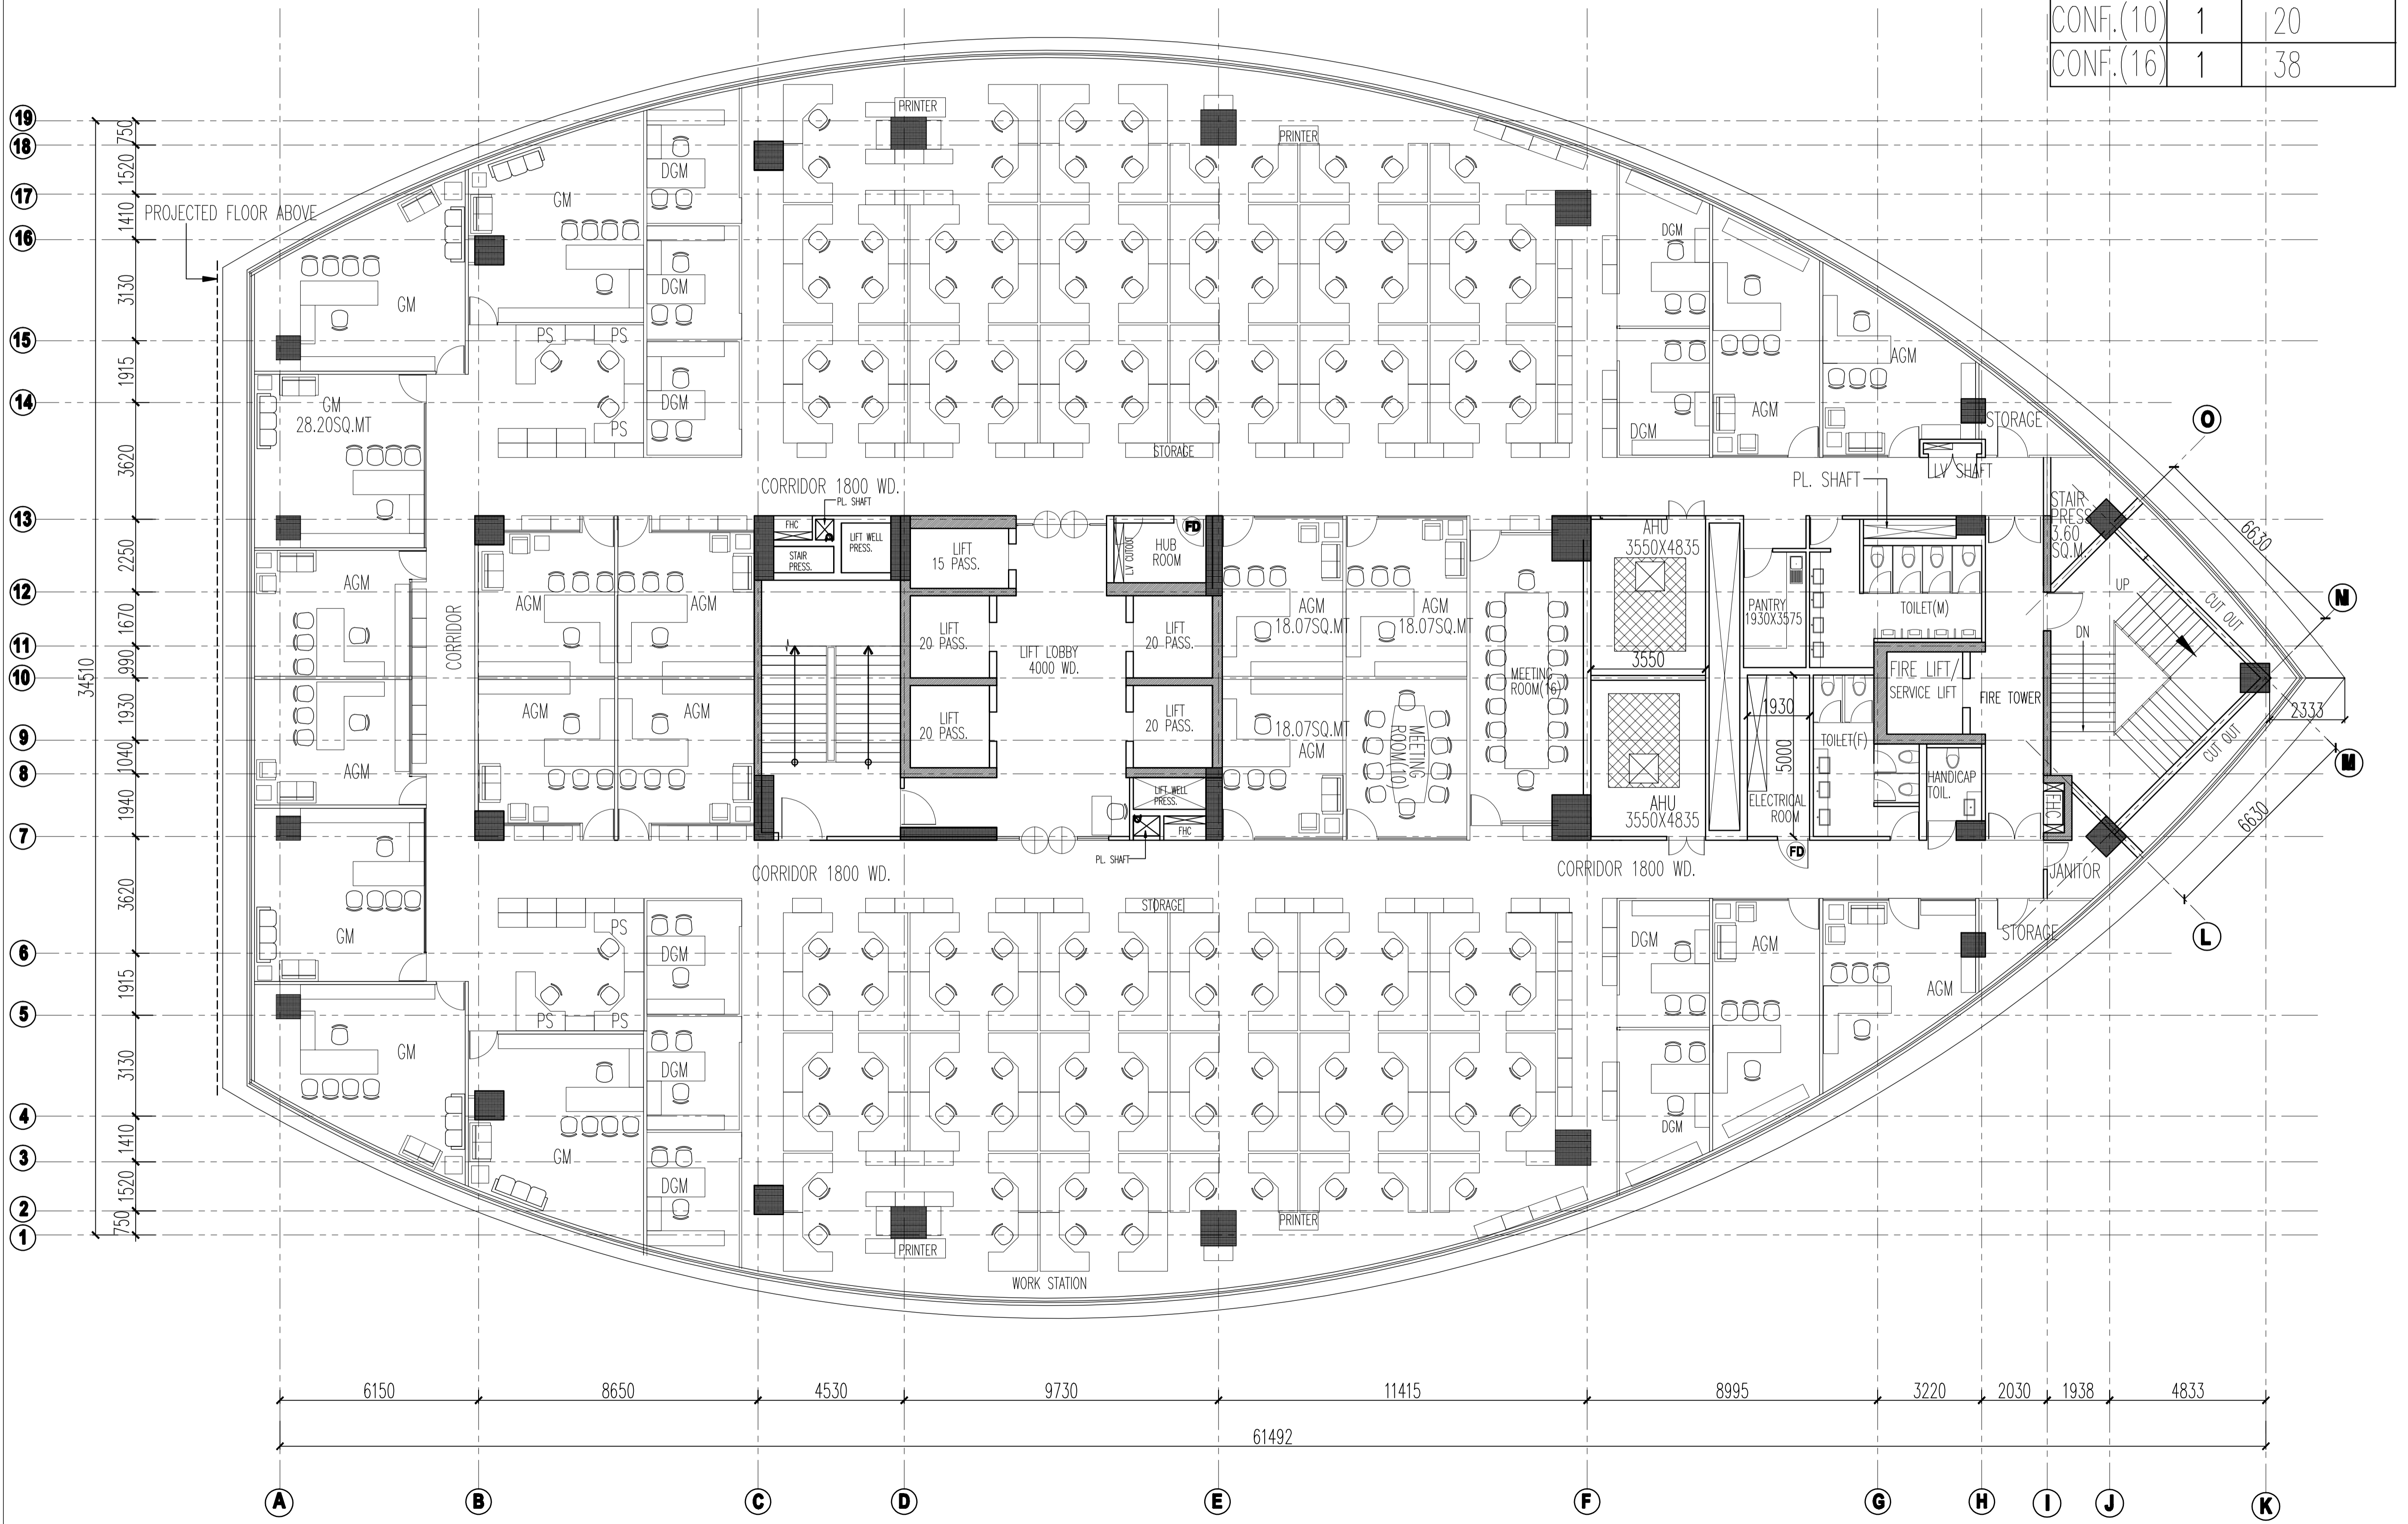 CONF.(10) 1 20
CONF.(16) 1 38
19
750
18
1520
17
1410
16
3130
15
1915
14
3620
13
2250
12
1670
11
990
10
1930
9
1040
8
1940
7
3620
6
1915
5
3130
4
1410
3
1520
2
750
1
34510
PROJECTED FLOOR ABOVE
PRINTER
PRINTER
DGM
GM
DGM
GM
DGM
PS
PS
PS
DGM
GM
28.20SQ.MT
DGM
AGM
AGM
DGM
STORAGE
STORAGE
LV SHAFT
PL. SHAFT
CORRIDOR 1800 WD.
PL. SHAFT
FHC
LIFT WELL
PRESS.
STAIR
PRESS.
LIFT
15 PASS.
LV COTOOT
HUB
ROOM
FD
AHU
3550X4835
STAIR
PRESS
3.60
SQ.M
O
6630
N
AGM
CORRIDOR
AGM
AGM
LIFT
20 PASS.
LIFT
20 PASS.
LIFT LOBBY
4000 WD.
AGM
18.07SQ.MT
AGM
18.07SQ.MT
MEETING
ROOM(16)
3550
PANTRY
1930X3575
TOILET(M)
UP
CUT OUT
DN
FIRE LIFT/
SERVICE LIFT
FIRE TOWER
2333
AGM
AGM
AGM
LIFT
20 PASS.
LIFT
20 PASS.
18.07SQ.MT
AGM
MEETING
ROOM(10)
1930
5000
TOILET(F)
CUT OUT
M
HANDICAP
TOIL.
LIFT WELL
PRESS.
FHC
PL. SHAFT
AHU
3550X4835
ELECTRICAL
ROOM
FD
FHC
6630
JANITOR
CORRIDOR 1800 WD.
CORRIDOR 1800 WD.
L
STORAGE
STORAGE
GM
PS
DGM
DGM
AGM
AGM
PS
PS
GM
GM
DGM
DGM
DGM
PRINTER
PRINTER
WORK STATION
6150
8650
4530
9730
11415
8995
3220
2030
1938
4833
61492
A
B
C
D
E
F
G
H
I
J
K